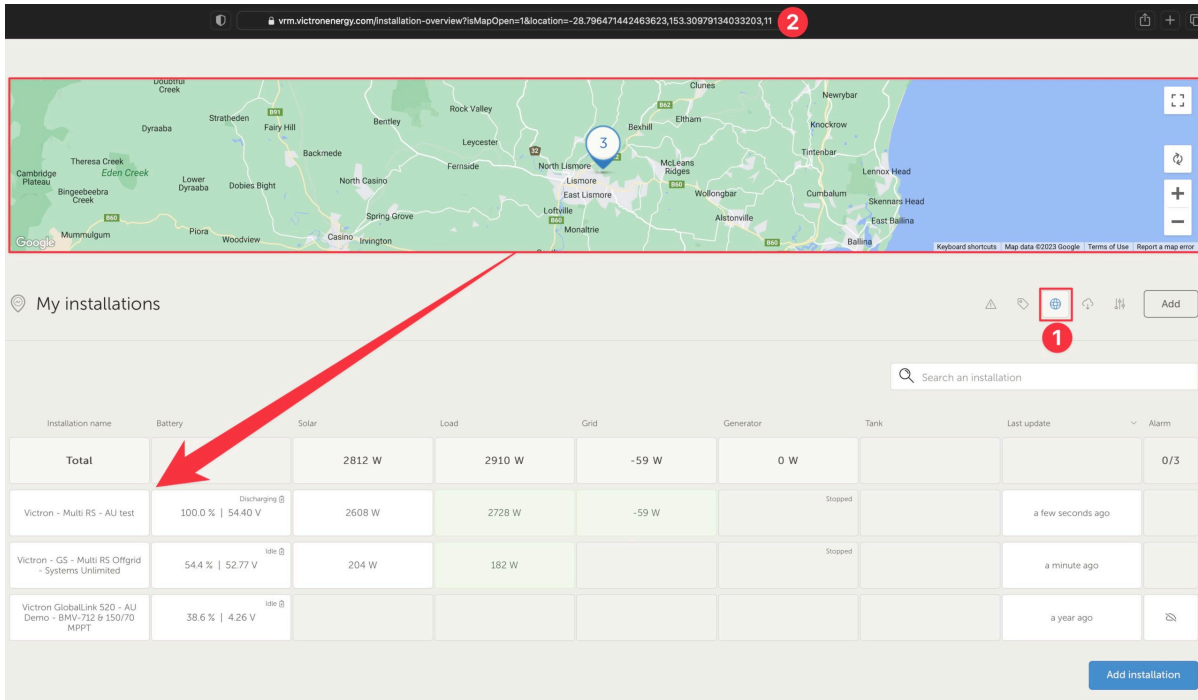 vrm.victronenergy.com/installation-overview?isMapOpen=1&location=-28.796471442463623,153.30979134033203,11
2
Doubtful
Creek
Clunes
Newrybar
B91
B62
Stratheden
Rock Valley
Bentley
Eltham
Dyraaba
Fairy Hill
Bexhill
Knockrow
Leycester
3
32
Backmede
Tintenbar
Theresa Creek
Fernside
North Lismore
McLeans
Ridges
Lennox Head
Cambridge
Plateau
Eden Creek
Lower
Dyraaba
Dobies Bight
North Casino
Lismore
B60
Bingeebeebra
Creek
East Lismore
Wollongbar
Cumbalum
Skennars Head
B60
Spring Grove
Loftville
B60
Alstonville
East Ballina
Mummulgum
Piora
Woodview
Casino
Irvington
Monaltrie
B60
Ballina
Google
Keyboard shortcuts
Map data ©2023 Google
Terms of Use
Report a map error
My installations
Add
1
Search an installation
Installation name Battery Solar Load Grid Generator Tank Last update Alarm
Total 2812 W 2910 W -59 W 0 W 0/3
Discharging
Stopped
Victron - Multi RS - AU test 100.0 % | 54.40 V 2608 W 2728 W -59 W a few seconds ago
Idle
Stopped
Victron - GS - Multi RS Offgrid
- Systems Unlimited
54.4 % | 52.77 V 204 W 182 W a minute ago
Idle
Victron GlobalLink 520 - AU
Demo - BMV-712 & 150/70
MPPT
38.6 % | 4.26 V a year ago
Add installation